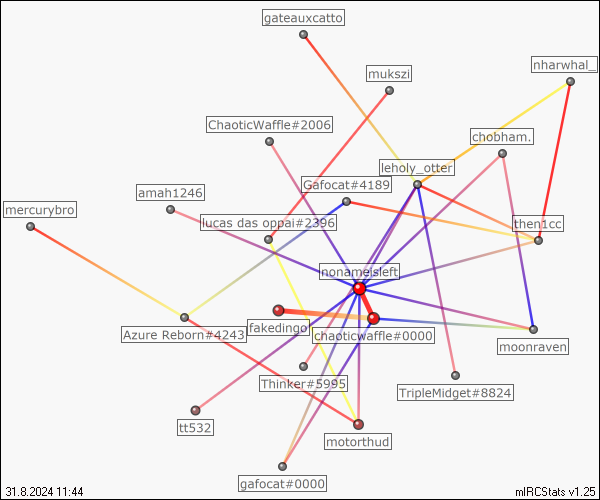 gateauxcatto
nharwhal_
mukszi
ChaoticWaffle#2006
chobham.
leholy_otter
Gafocat#4189
amah1246
mercurybro
lucas das oppai#2396
then1cc
nonameisleft
fakedingo
chaoticwaffle#0000
Azure Reborn#4243
moonraven
Thinker#5995
TripleMidget#8824
tt532
motorthud
gafocat#0000
31.8.2024 11:44
mIRCStats v1.25